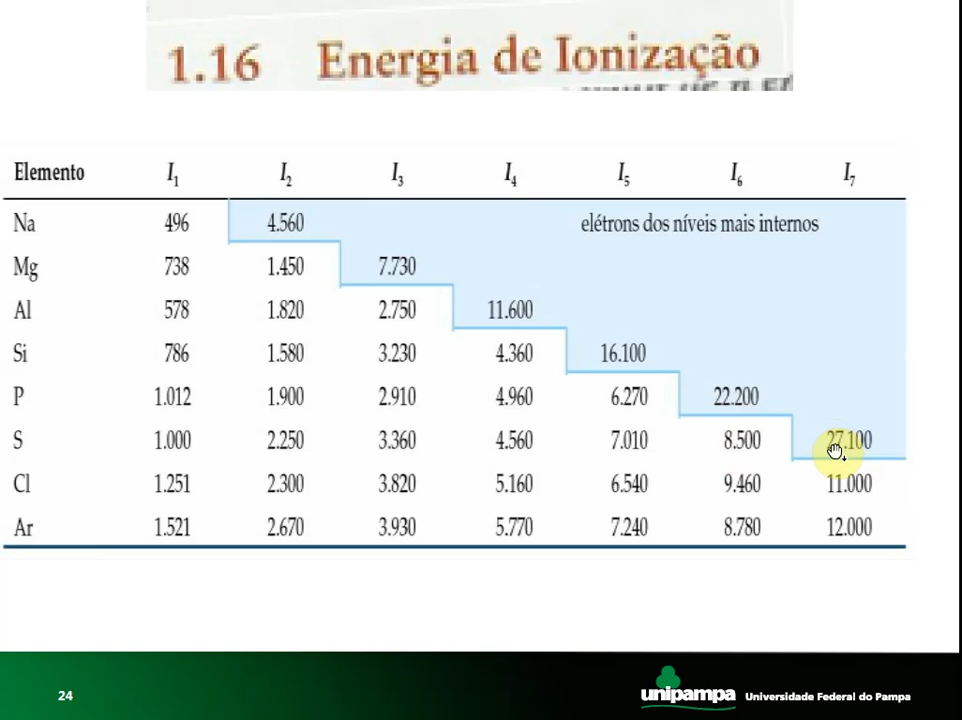 1.16 Energia de Ionização
Elemento I₁ I₂ I₃ I₄ I₅ I₆ I₇
Na 496 4.560 elétrons dos níveis mais internos
Mg 738 1.450 7.730
Al 578 1.820 2.750 11.600
Si 786 1.580 3.230 4.360 16.100
P 1.012 1.900 2.910 4.960 6.270 22.200
S 1.000 2.250 3.360 4.560 7.010 8.500 27.100
Cl 1.251 2.300 3.820 5.160 6.540 9.460 11.000
Ar 1.521 2.670 3.930 5.770 7.240 8.780 12.000
24 unipampa Universidade Federal do Pampa